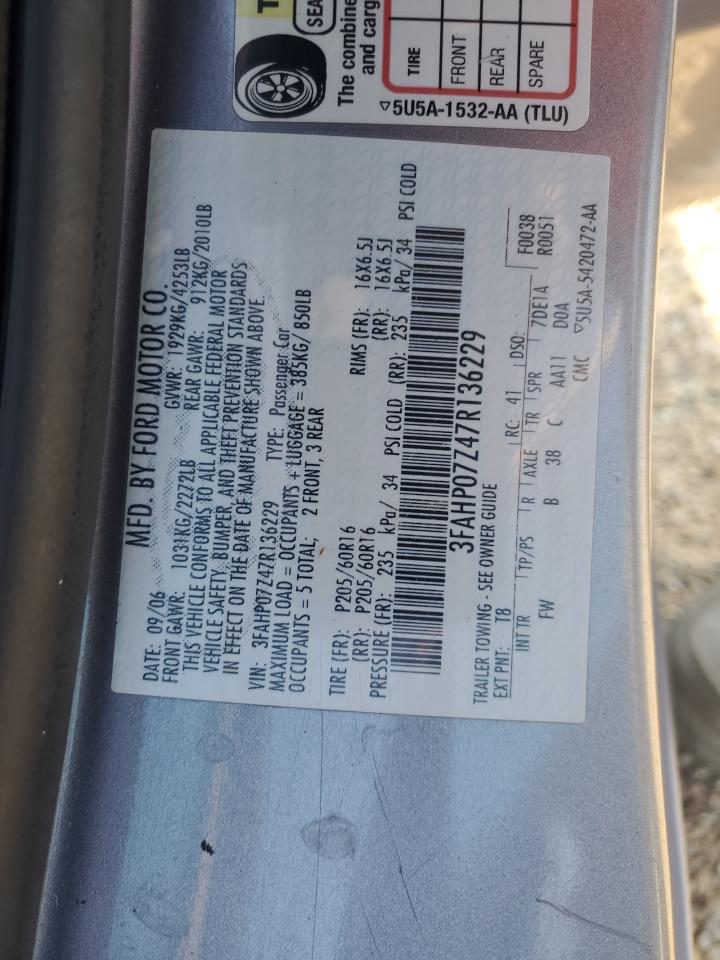 T
SEA
The combine
and carg
TIRE
FRONT
REAR
SPARE
▽5U5A-1532-AA (TLU)
MFD. BY FORD MOTOR CO.
DATE: 09/06 GVWR: 1929KG/4253LB
FRONT GAWR: 1031KG/2272LB REAR GAWR: 912KG/2010LB
THIS VEHICLE CONFORMS TO ALL APPLICABLE FEDERAL MOTOR
VEHICLE SAFETY, BUMPER, AND THEFT PREVENTION STANDARDS
IN EFFECT ON THE DATE OF MANUFACTURE SHOWN ABOVE
VIN: 3FAHP07Z47R136229 TYPE: Passenger Car
MAXIMUM LOAD = OCCUPANTS + LUGGAGE = 385KG/ 850LB
OCCUPANTS = 5 TOTAL; 2 FRONT, 3 REAR
TIRE (FR): P205/60R16 RIMS (FR): 16X6.5J
(RR): P205/60R16 (RR): 16X6.5J
PRESSURE (FR): 235 kPa/ 34 PSI COLD (RR): 235 kPa/ 34 PSI COLD
3FAHP07Z47R136229
TRAILER TOWING - SEE OWNER GUIDE F0038
EXT PNT: T8 RC: 41 DSO: R0051
INT TR TP/PS R AXLE TR SPR 7DE1A
FW B 38 C AA11 D0A
CMC ▽5U5A-5420472-AA